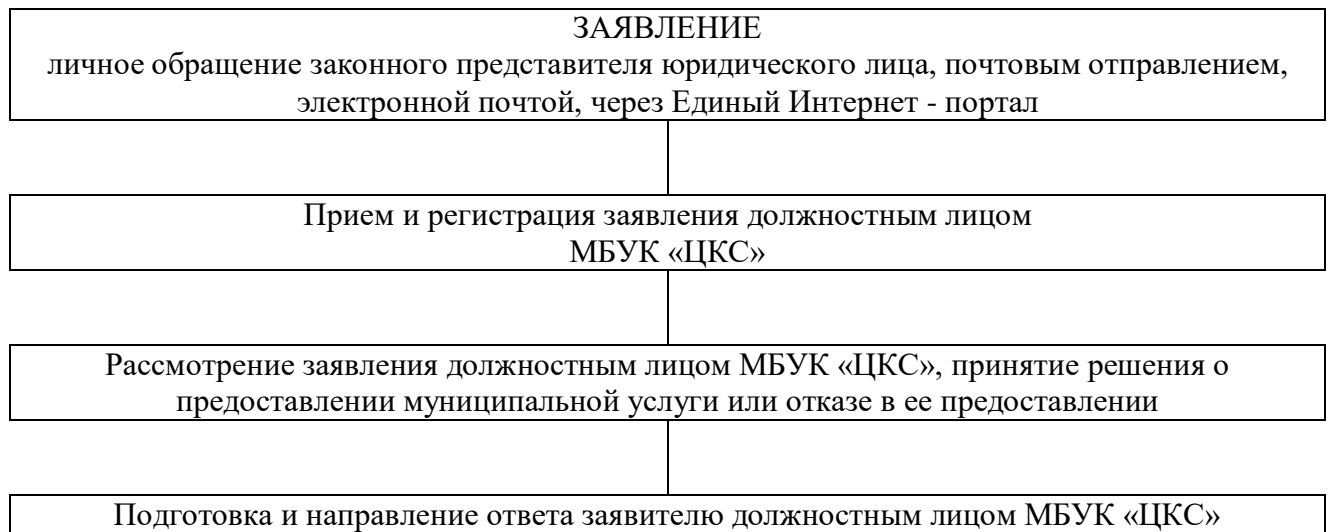 ЗАЯВЛЕНИЕ
личное обращение законного представителя юридического лица, почтовым отправлением,
электронной почтой, через Единый Интернет - портал
Прием и регистрация заявления должностным лицом
МБУК «ЦКС»
Рассмотрение заявления должностным лицом МБУК «ЦКС», принятие решения о
предоставлении муниципальной услуги или отказе в ее предоставлении
Подготовка и направление ответа заявителю должностным лицом МБУК «ЦКС»